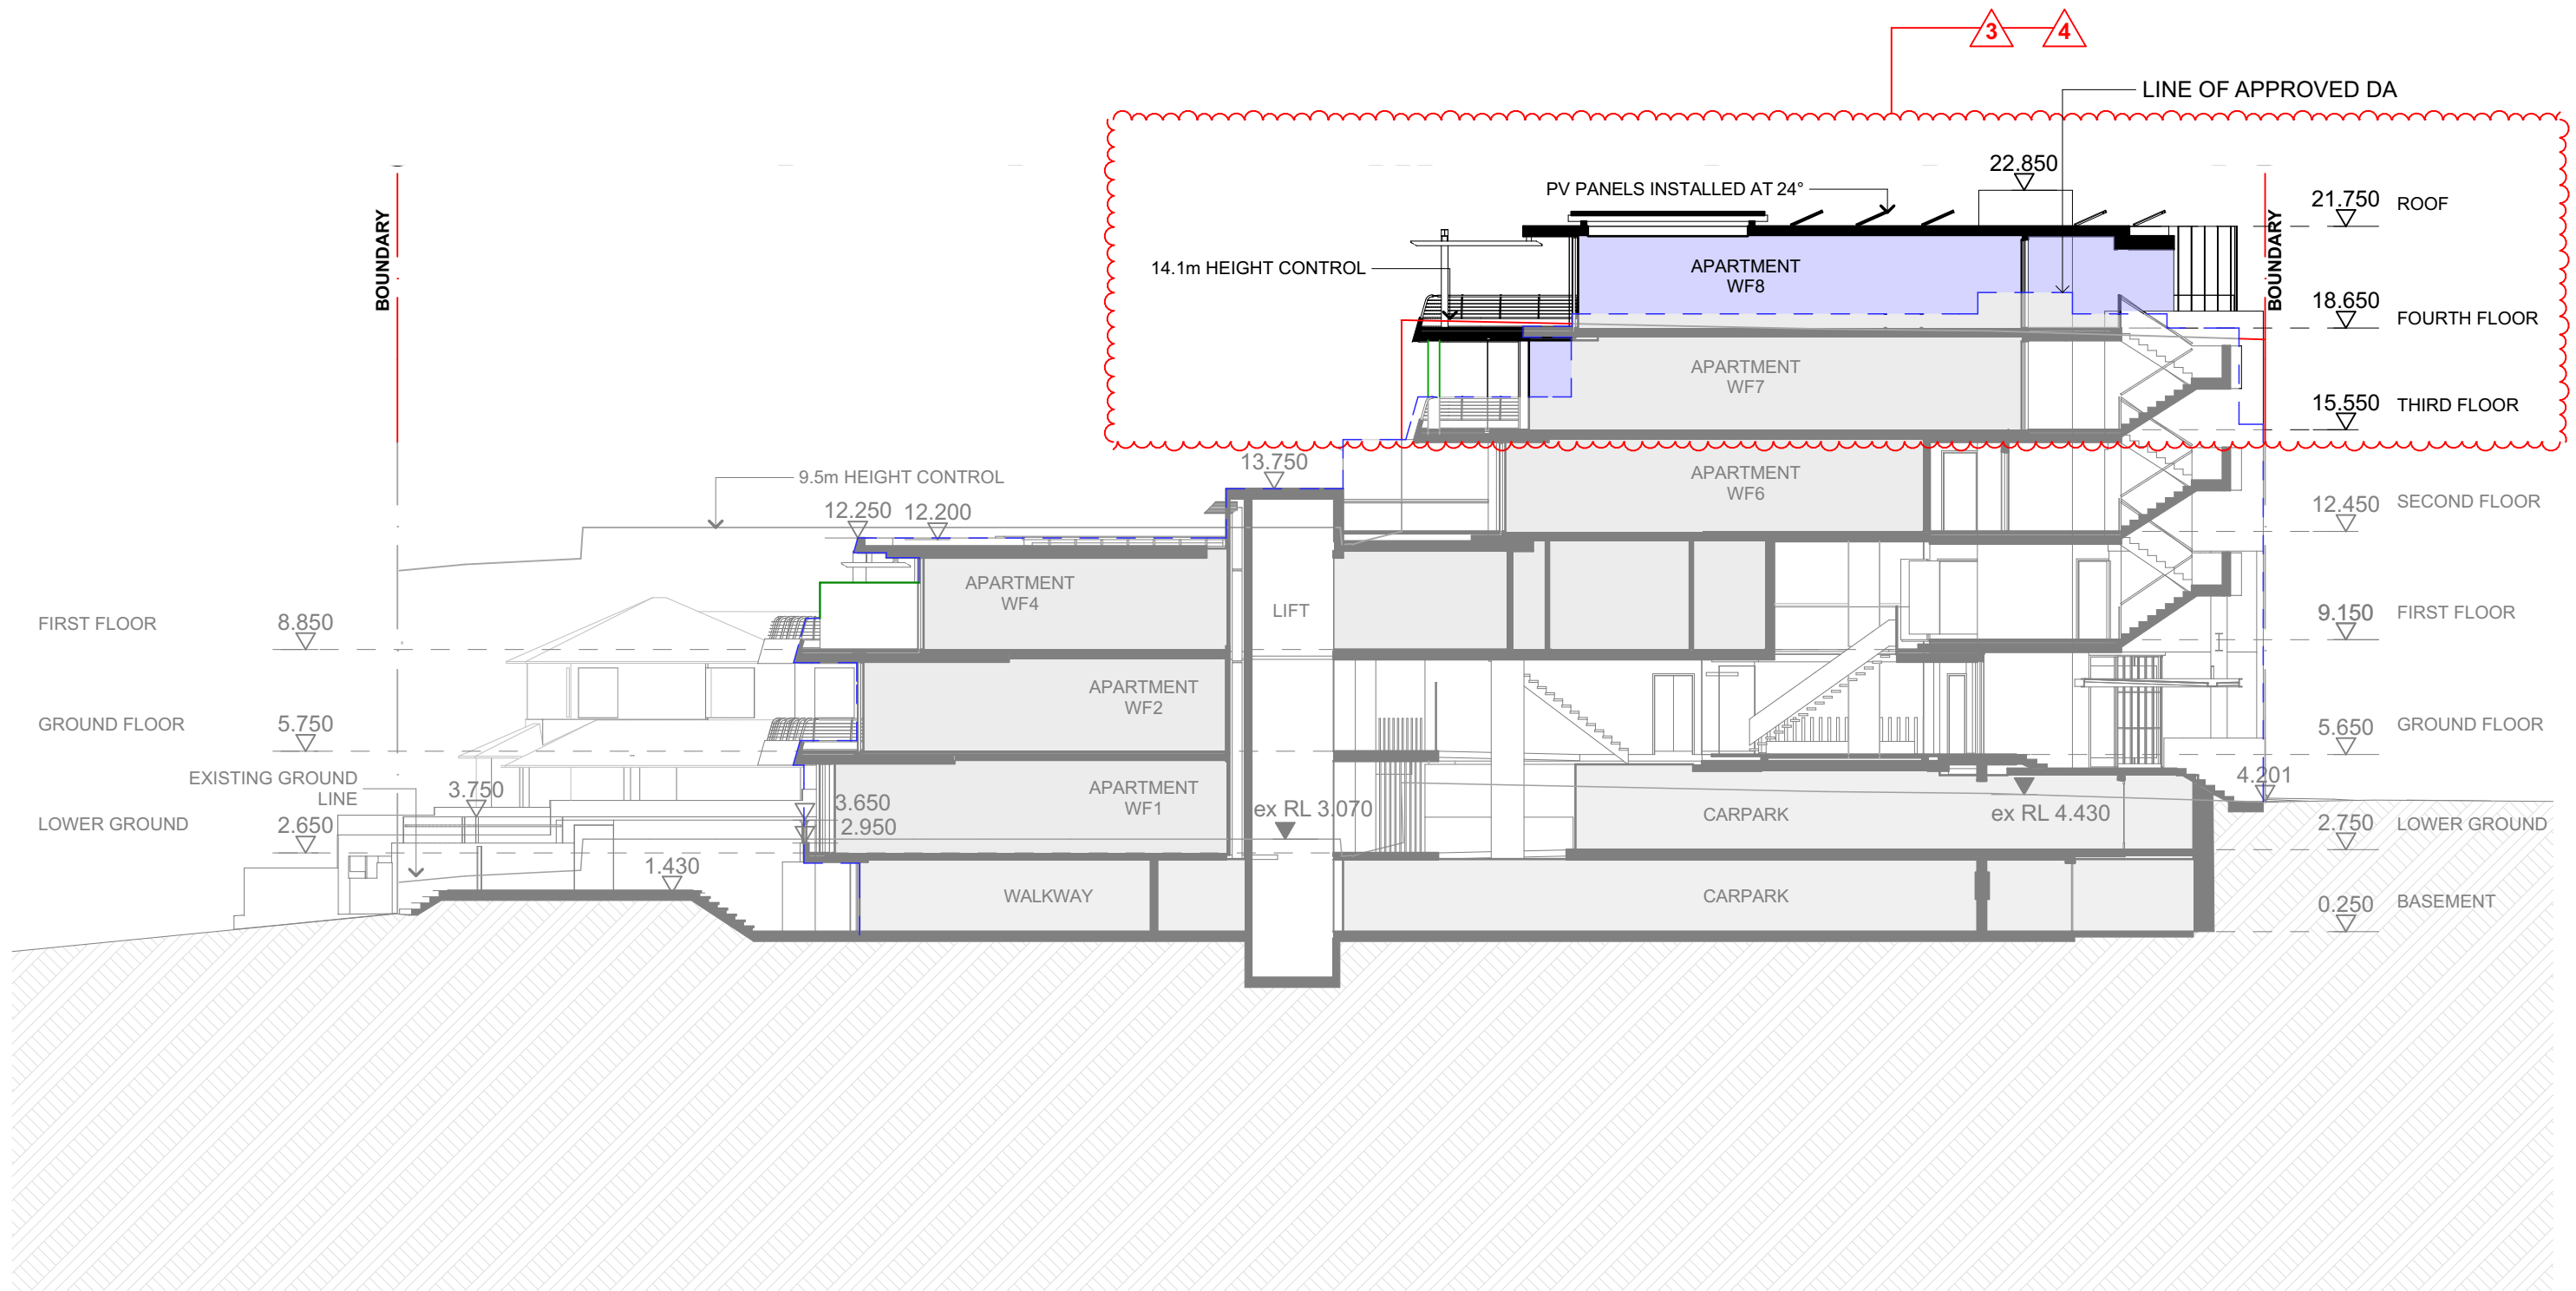 3 4
LINE OF APPROVED DA
22.850
PV PANELS INSTALLED AT 24°
21.750 ROOF
BOUNDARY
BOUNDARY
14.1m HEIGHT CONTROL
APARTMENT
WF8
18.650
FOURTH FLOOR
APARTMENT
WF7
15.550 THIRD FLOOR
13.750
9.5m HEIGHT CONTROL
APARTMENT
WF6
12.250 12.200
12.450 SECOND FLOOR
APARTMENT
WF4
LIFT
FIRST FLOOR 8.850
9.150 FIRST FLOOR
APARTMENT
WF2
GROUND FLOOR 5.750
5.650 GROUND FLOOR
EXISTING GROUND
LINE
3.750
4.201
APARTMENT
WF1
3.650
2.950
ex RL 3.070
CARPARK
ex RL 4.430
LOWER GROUND 2.650
2.750 LOWER GROUND
1.430
WALKWAY
CARPARK
0.250 BASEMENT